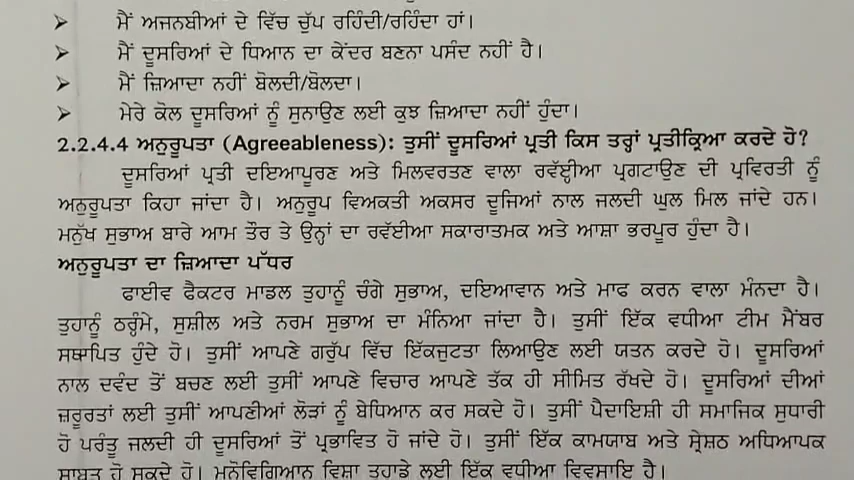 ➢ ਮੈਂ ਅਜਨਬੀਆਂ ਦੇ ਵਿੱਚ ਚੁੱਪ ਰਹਿੰਦੀ/ਰਹਿੰਦਾ ਹਾਂ।
➢ ਮੈਂ ਦੂਸਰਿਆਂ ਦੇ ਧਿਆਨ ਦਾ ਕੇਂਦਰ ਬਣਨਾ ਪਸੰਦ ਨਹੀਂ ਹੈ।
➢ ਮੈਂ ਜ਼ਿਆਦਾ ਨਹੀਂ ਬੋਲਦੀ/ਬੋਲਦਾ।
➢ ਮੇਰੇ ਕੋਲ ਦੂਸਰਿਆਂ ਨੂੰ ਸੁਨਾਉਣ ਲਈ ਕੁਝ ਜ਼ਿਆਦਾ ਨਹੀਂ ਹੁੰਦਾ।
2.2.4.4 ਅਨੁਰੂਪਤਾ (Agreeableness): ਤੁਸੀਂ ਦੂਸਰਿਆਂ ਪ੍ਰਤੀ ਕਿਸ ਤਰ੍ਹਾਂ ਪ੍ਰਤੀਕ੍ਰਿਆ ਕਰਦੇ ਹੋ?
ਦੂਸਰਿਆਂ ਪ੍ਰਤੀ ਦਇਆਪੂਰਣ ਅਤੇ ਮਿਲਵਰਤਣ ਵਾਲਾ ਰਵੱਈਆ ਪ੍ਰਗਟਾਉਣ ਦੀ ਪ੍ਰਵਿਰਤੀ ਨੂੰ
ਅਨੁਰੂਪਤਾ ਕਿਹਾ ਜਾਂਦਾ ਹੈ। ਅਨੁਰੂਪ ਵਿਅਕਤੀ ਅਕਸਰ ਦੂਜਿਆਂ ਨਾਲ ਜਲਦੀ ਘੁਲ ਮਿਲ ਜਾਂਦੇ ਹਨ।
ਮਨੁੱਖ ਸੁਭਾਅ ਬਾਰੇ ਆਮ ਤੌਰ ਤੇ ਉਨ੍ਹਾਂ ਦਾ ਰਵੱਈਆ ਸਕਾਰਾਤਮਕ ਅਤੇ ਆਸ਼ਾ ਭਰਪੂਰ ਹੁੰਦਾ ਹੈ।
ਅਨੁਰੂਪਤਾ ਦਾ ਜ਼ਿਆਦਾ ਪੱਧਰ
ਫਾਈਵ ਫੈਕਟਰ ਮਾਡਲ ਤੁਹਾਨੂੰ ਚੰਗੇ ਸੁਭਾਅ, ਦਇਆਵਾਨ ਅਤੇ ਮਾਫ ਕਰਨ ਵਾਲਾ ਮੰਨਦਾ ਹੈ।
ਤੁਹਾਨੂੰ ਠਰ੍ਹੰਮੇ, ਸੁਸ਼ੀਲ ਅਤੇ ਨਰਮ ਸੁਭਾਅ ਦਾ ਮੰਨਿਆ ਜਾਂਦਾ ਹੈ। ਤੁਸੀਂ ਇੱਕ ਵਧੀਆ ਟੀਮ ਮੈਂਬਰ
ਸਥਾਪਿਤ ਹੁੰਦੇ ਹੋ। ਤੁਸੀਂ ਆਪਣੇ ਗਰੁੱਪ ਵਿੱਚ ਇੱਕਜੁਟਤਾ ਲਿਆਉਣ ਲਈ ਯਤਨ ਕਰਦੇ ਹੋ। ਦੂਸਰਿਆਂ
ਨਾਲ ਦਵੰਦ ਤੋਂ ਬਚਣ ਲਈ ਤੁਸੀਂ ਆਪਣੇ ਵਿਚਾਰ ਆਪਣੇ ਤੱਕ ਹੀ ਸੀਮਿਤ ਰੱਖਦੇ ਹੋ। ਦੂਸਰਿਆਂ ਦੀਆਂ
ਜ਼ਰੂਰਤਾਂ ਲਈ ਤੁਸੀਂ ਆਪਣੀਆਂ ਲੋੜਾਂ ਨੂੰ ਬੇਧਿਆਨ ਕਰ ਸਕਦੇ ਹੋ। ਤੁਸੀਂ ਪੈਦਾਇਸ਼ੀ ਹੀ ਸਮਾਜਿਕ ਸੁਧਾਰੀ
ਹੋ ਪਰੰਤੂ ਜਲਦੀ ਹੀ ਦੂਸਰਿਆਂ ਤੋਂ ਪ੍ਰਭਾਵਿਤ ਹੋ ਜਾਂਦੇ ਹੋ। ਤੁਸੀਂ ਇੱਕ ਕਾਮਯਾਬ ਅਤੇ ਸ੍ਰੇਸ਼ਠ ਅਧਿਆਪਕ
ਸਾਬਤ ਹੋ ਸਕਦੇ ਹੋ। ਮਨੋਵਿਗਿਆਨ ਵਿਸ਼ਾ ਤੁਹਾਡੇ ਲਈ ਇੱਕ ਵਧੀਆ ਵਿਵਸਾਇ ਹੈ।